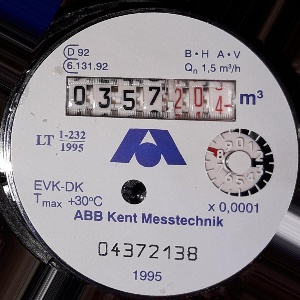 D 92
B • H A • V
6.131.92
Qn 1,5 m³/h
035720
m³
LT 1-232
1995
EVK-DK
Tmax +30°C
x 0,0001
ABB Kent Messtechnik
04372138
1995